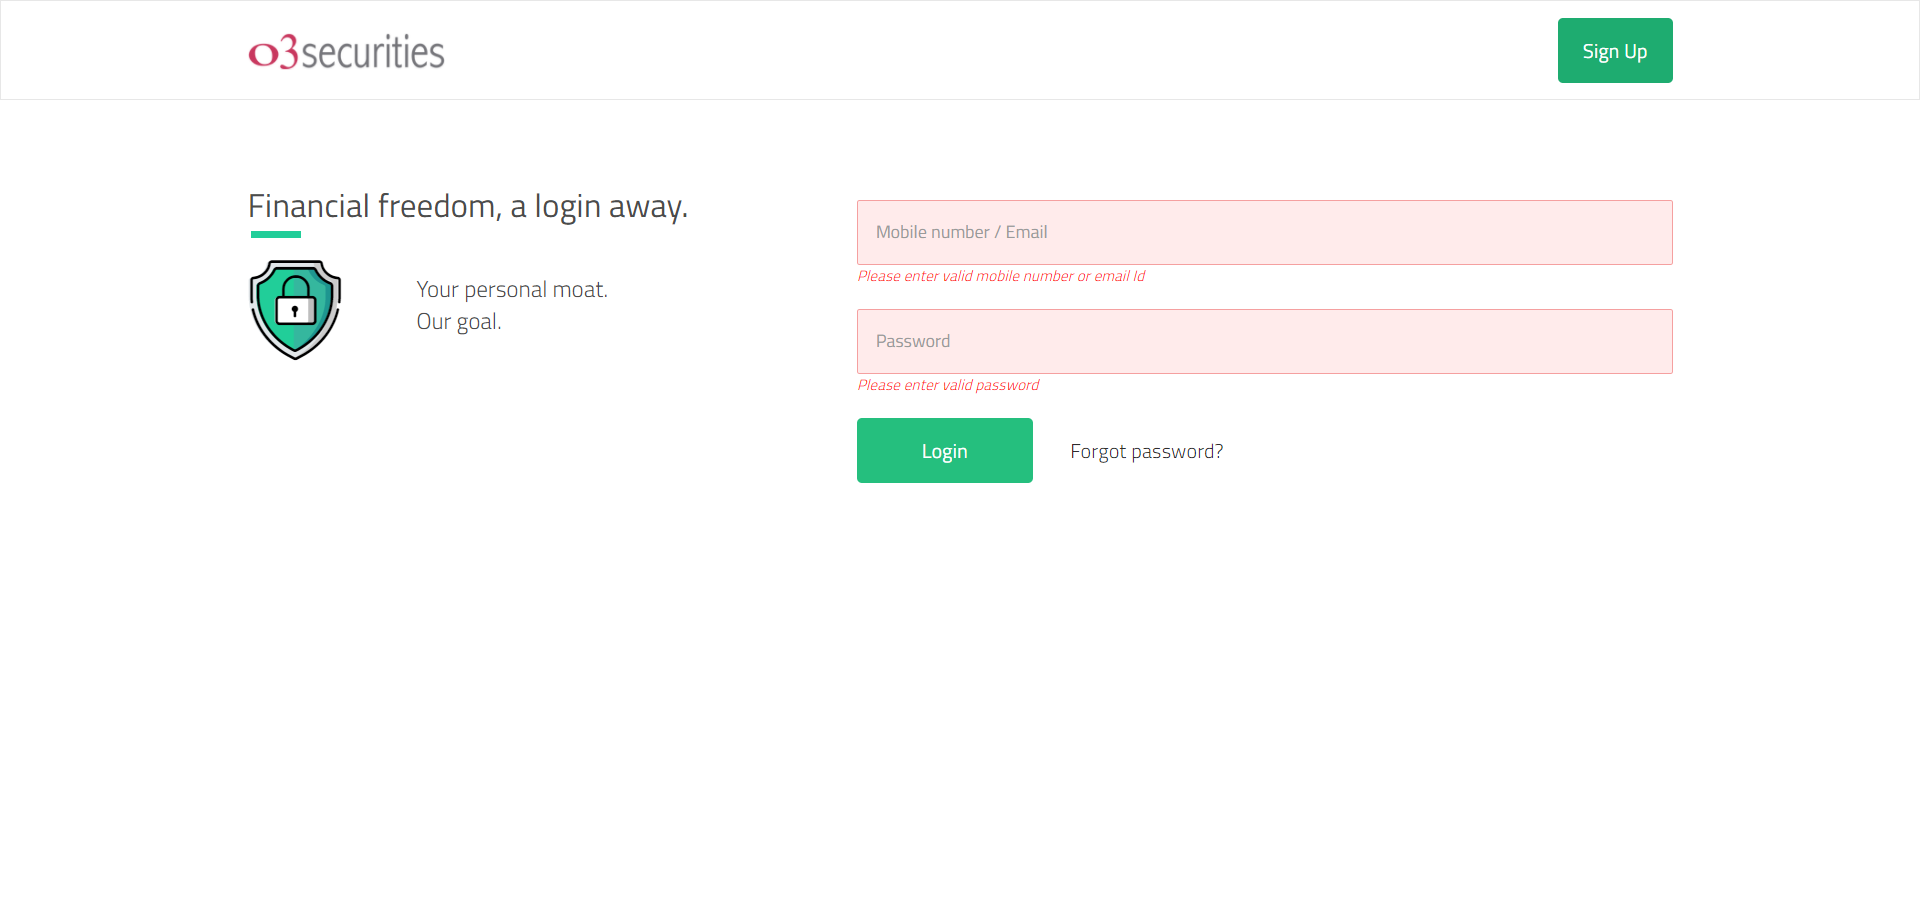 o3securities
Sign Up
Financial freedom, a login away.
Your personal moat.
Our goal.
Mobile number / Email
Please enter valid mobile number or email Id
Password
Please enter valid password
Login
Forgot password?